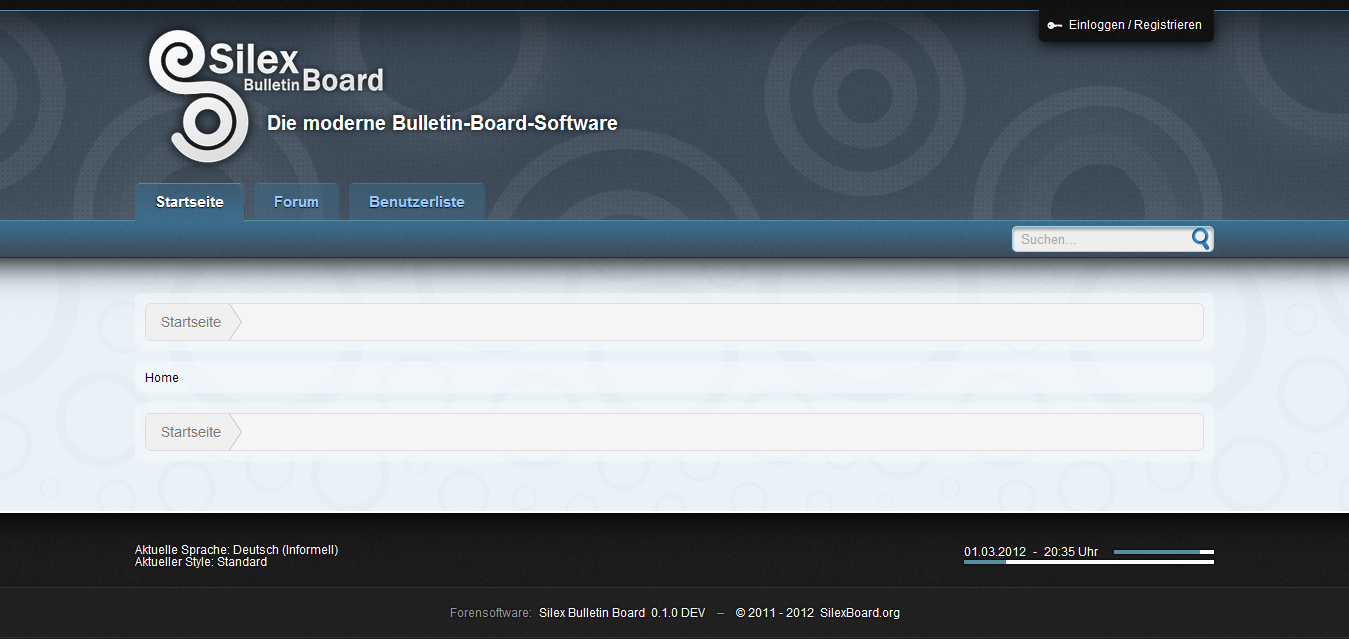 Einloggen / Registrieren
Silex
Bulletin Board
Die moderne Bulletin-Board-Software
Startseite Forum Benutzerliste
Suchen...
Startseite
Home
Startseite
Aktuelle Sprache: Deutsch (Informell)
Aktueller Style: Standard
01.03.2012 - 20:35 Uhr
Forensoftware: Silex Bulletin Board 0.1.0 DEV – © 2011 - 2012 SilexBoard.org